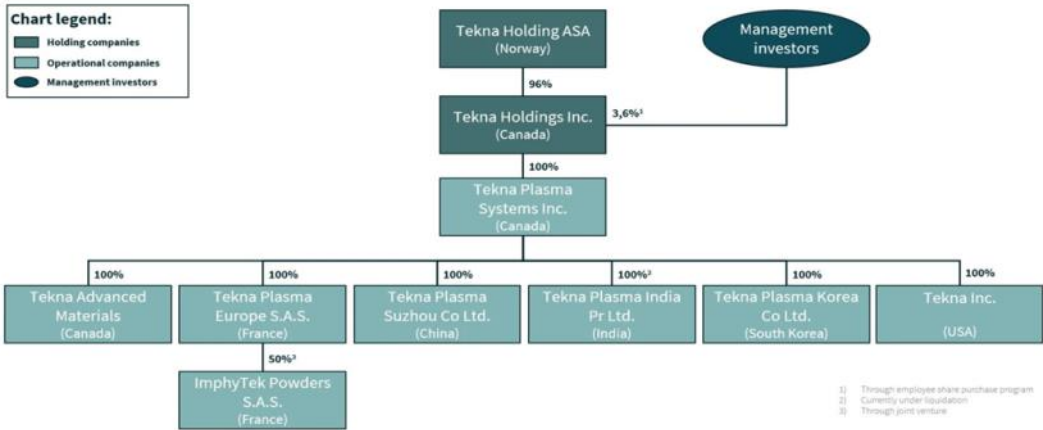 Chart legend:
Holding companies
Operational companies
Management investors
Tekna Holding ASA
(Norway)
Management
investors
96%
Tekna Holdings Inc.
(Canada)
3,6%¹
100%
Tekna Plasma
Systems Inc.
(Canada)
100%
100%
100%
100%²
100%
100%
Tekna Advanced
Materials
(Canada)
Tekna Plasma
Europe S.A.S.
(France)
Tekna Plasma
Suzhou Co Ltd.
(China)
Tekna Plasma India
Pr Ltd.
(India)
Tekna Plasma Korea
Co Ltd.
(South Korea)
Tekna Inc.
(USA)
50%³
ImphyTek Powders
S.A.S.
(France)
1) Through employee share purchase program
2) Currently under liquidation
3) Through joint venture